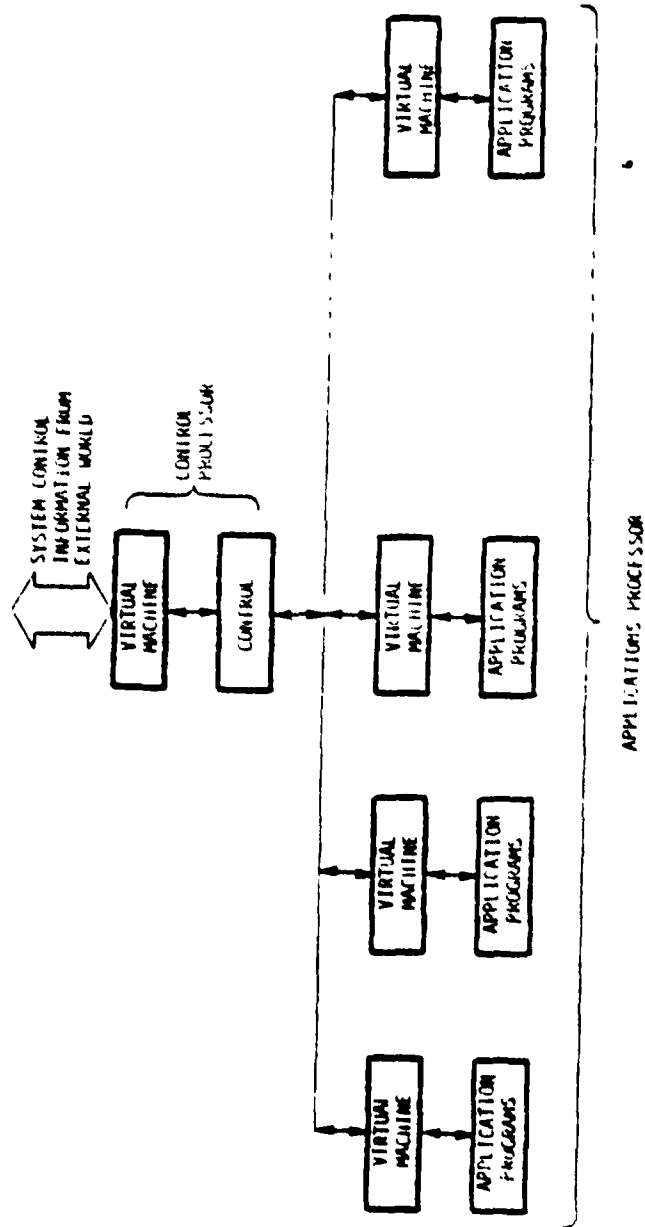 SYSTEM CONTROL
INFORMATION FROM
EXTERNAL WORLD
VIRTUAL
MACHINE
CONTROL
PROCESSOR
CONTROL
VIRTUAL
MACHINE
VIRTUAL
MACHINE
VIRTUAL
MACHINE
VIRTUAL
MACHINE
APPLICATION
PROGRAMS
APPLICATION
PROGRAMS
APPLICATION
PROGRAMS
APPLICATION
PROGRAMS
APPLICATIONS PROCESSOR